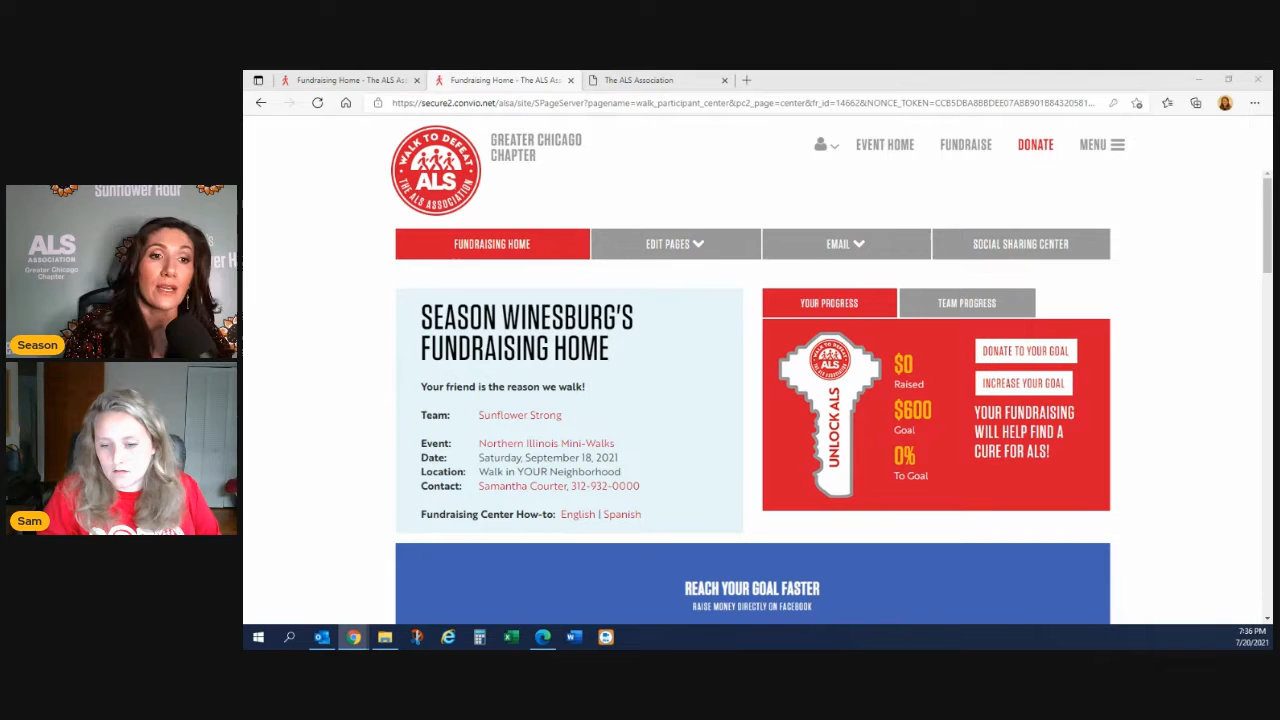 Fundraising Home - The ALS As:
Fundraising Home - The ALS As:
The ALS Association
https://secure2.convio.net/alsa/site/SPageServer?pagename=walk_participant_center&pc2_page=center&fr_id=14662&NONCE_TOKEN=
WALK TO DEFEAT
ALS
THE ALS ASSOCIATION
GREATER CHICAGO
CHAPTER
EVENT HOME
FUNDRAISE
DONATE
MENU
FUNDRAISING HOME
EDIT PAGES
EMAIL
SOCIAL SHARING CENTER
SEASON WINESBURG'S
FUNDRAISING HOME
Your friend is the reason we walk!
Team: Sunflower Strong
Event: Northern Illinois Mini-Walks
Date: Saturday, September 18, 2021
Location: Walk in YOUR Neighborhood
Contact: Samantha Courter, 312-932-0000
Fundraising Center How-to: English | Spanish
YOUR PROGRESS
TEAM PROGRESS
UNLOCK ALS
$0
Raised
$600
Goal
0%
To Goal
DONATE TO YOUR GOAL
INCREASE YOUR GOAL
YOUR FUNDRAISING
WILL HELP FIND A
CURE FOR ALS!
REACH YOUR GOAL FASTER
RAISE MONEY DIRECTLY ON FACEBOOK
7:36 PM
7/20/2021
Sunflower Hour
ALS
ASSOCIATION
Greater Chicago
Chapter
Season
Sam